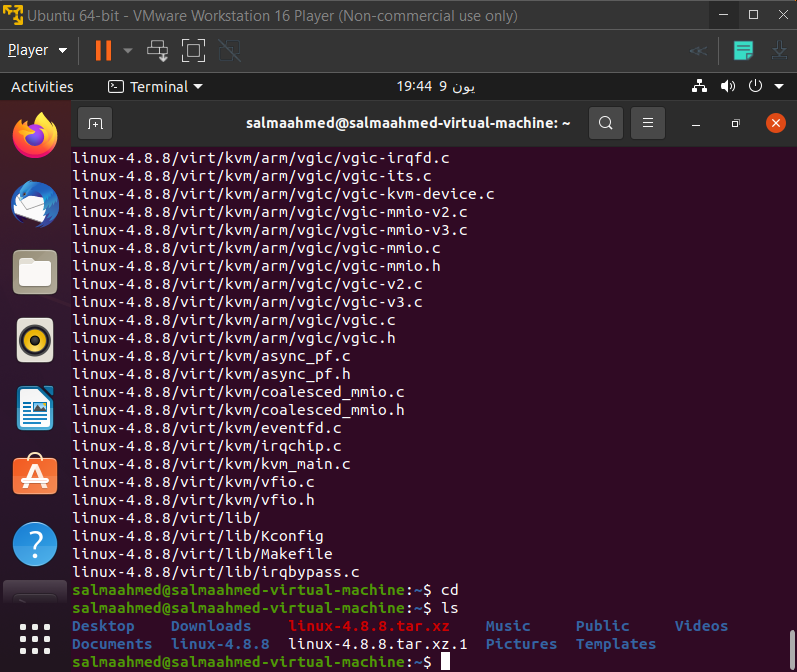 Ubuntu 64-bit - VMware Workstation 16 Player (Non-commercial use only)
Player
Activities
Terminal
19:44 9 يون
salmaahmed@salmaahmed-virtual-machine: ~
linux-4.8.8/virt/kvm/arm/vgic/vgic-irqfd.c
linux-4.8.8/virt/kvm/arm/vgic/vgic-its.c
linux-4.8.8/virt/kvm/arm/vgic/vgic-kvm-device.c
linux-4.8.8/virt/kvm/arm/vgic/vgic-mmio-v2.c
linux-4.8.8/virt/kvm/arm/vgic/vgic-mmio-v3.c
linux-4.8.8/virt/kvm/arm/vgic/vgic-mmio.c
linux-4.8.8/virt/kvm/arm/vgic/vgic-mmio.h
linux-4.8.8/virt/kvm/arm/vgic/vgic-v2.c
linux-4.8.8/virt/kvm/arm/vgic/vgic-v3.c
linux-4.8.8/virt/kvm/arm/vgic/vgic.c
linux-4.8.8/virt/kvm/arm/vgic/vgic.h
linux-4.8.8/virt/kvm/async_pf.c
linux-4.8.8/virt/kvm/async_pf.h
linux-4.8.8/virt/kvm/coalesced_mmio.c
linux-4.8.8/virt/kvm/coalesced_mmio.h
linux-4.8.8/virt/kvm/eventfd.c
linux-4.8.8/virt/kvm/irqchip.c
linux-4.8.8/virt/kvm/kvm_main.c
linux-4.8.8/virt/kvm/vfio.c
linux-4.8.8/virt/kvm/vfio.h
linux-4.8.8/virt/lib/
linux-4.8.8/virt/lib/Kconfig
linux-4.8.8/virt/lib/Makefile
linux-4.8.8/virt/lib/irqbypass.c
salmaahmed@salmaahmed-virtual-machine:~$ cd
salmaahmed@salmaahmed-virtual-machine:~$ ls
Desktop Downloads linux-4.8.8.tar.xz Music Public Videos
Documents linux-4.8.8 linux-4.8.8.tar.xz.1 Pictures Templates
salmaahmed@salmaahmed-virtual-machine:~$